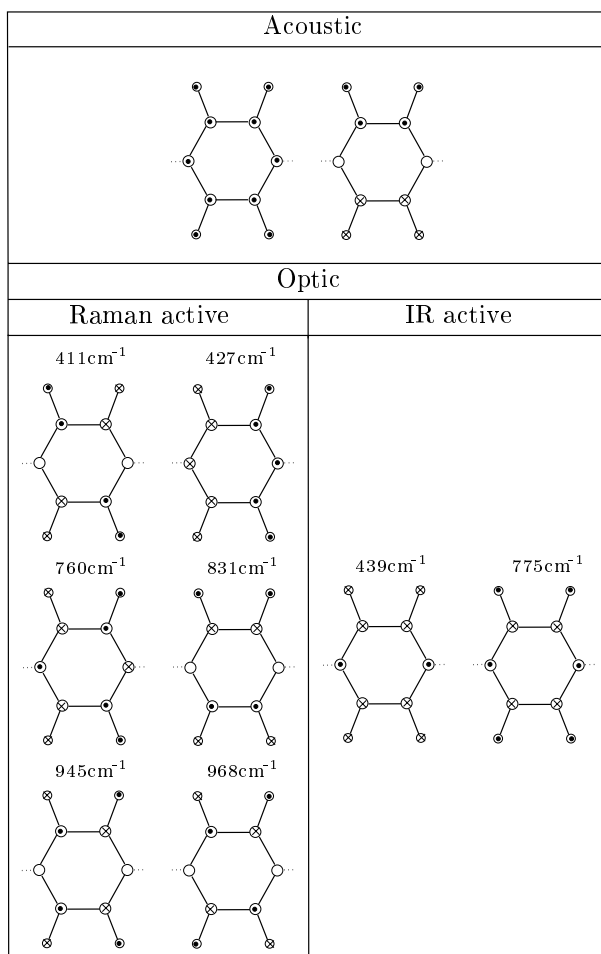 Acoustic
Optic
Raman active IR active
411cm⁻¹ 427cm⁻¹
760cm⁻¹ 831cm⁻¹ 439cm⁻¹ 775cm⁻¹
945cm⁻¹ 968cm⁻¹